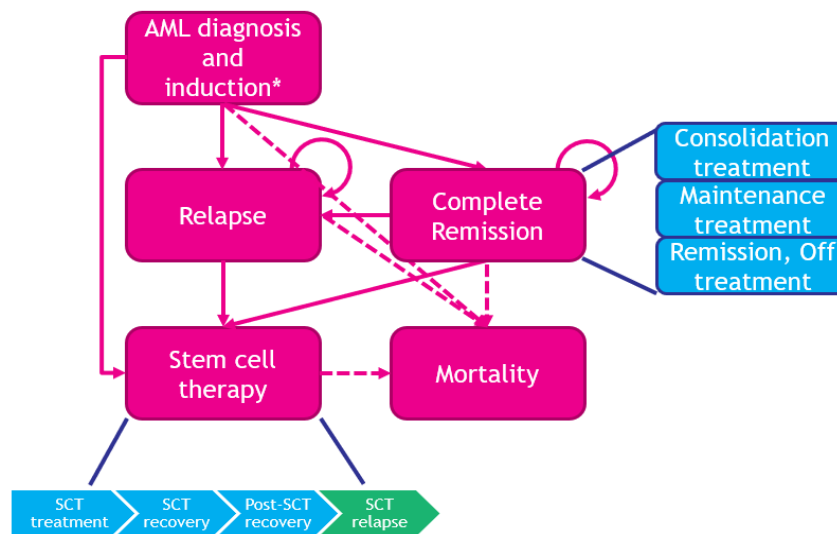 AML diagnosis
and
induction*
Consolidation
treatment
Relapse
Complete
Remission
Maintenance
treatment
Remission, Off
treatment
Stem cell
therapy
Mortality
SCT
treatment
SCT
recovery
Post-SCT
recovery
SCT
relapse